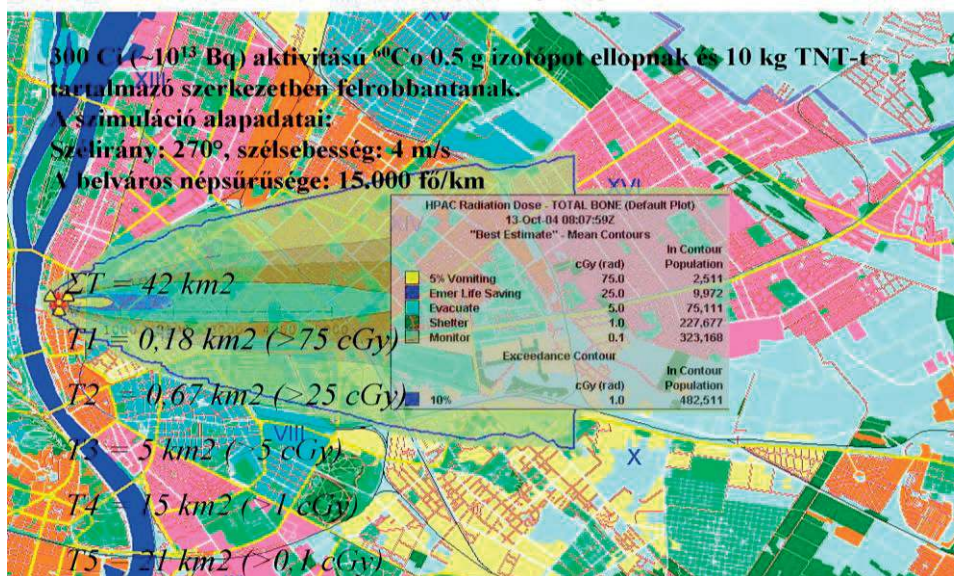 300 Ci (~10¹³ Bq) aktivitású ⁶⁰Co 0.5 g izotópot ellopnak és 10 kg TNT-t
tartalmazó szerkezetben felrobbantanak.
A szimuláció alapadatai:
Szélirány: 270°, szélsebesség: 4 m/s
A belváros népsűrűsége: 15.000 fő/km
XV
XIII
XVI
HPAC Radiation Dose - TOTAL BONE (Default Plot)
13-Oct-04 08:07:59Z
"Best Estimate" - Mean Contours
In Contour
cGy (rad) Population
5% Vomiting 75.0 2,511
Emer Life Saving 25.0 9,972
Evacuate 5.0 75,111
Shelter 1.0 227,677
Monitor 0.1 323,168
Exceedance Contour
In Contour
cGy (rad) Population
10% 1.0 482,511
ΣT = 42 km2
T1 = 0,18 km2 (>75 cGy)
T2 = 0,67 km2 (>25 cGy)
T3 = 5 km2 (>5 cGy)
T4 = 15 km2 (>1 cGy)
T5 = 21 km2 (>0,1 cGy)
VIII
X